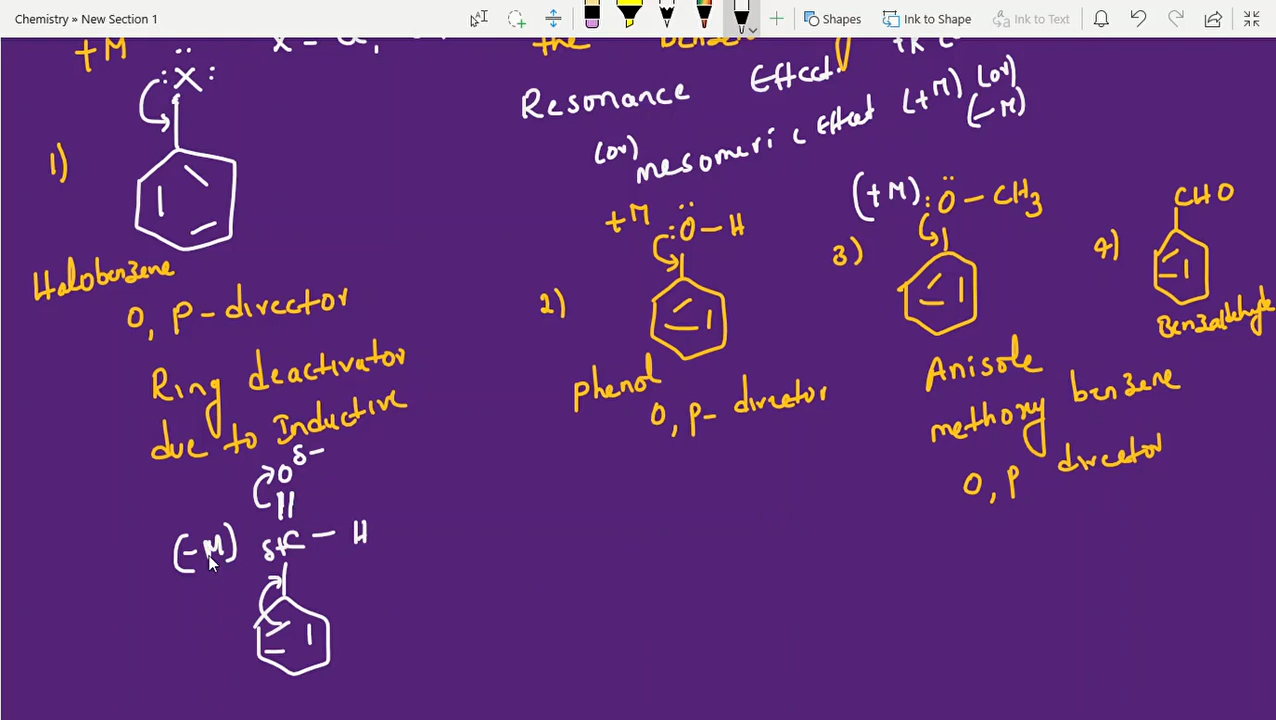 Chemistry » New Section 1
Shapes
Ink to Shape
Ink to Text
+M
the
X
Resonance Effect
(or)
mesomeric Effect (+M) (or)
(-M)
1)
Halobenzene
O, P-director
Ring deactivator
due to Inductive
O δ-
(-M) δ+ C - H
2)
+M
O - H
phenol
O, P- director
3)
(+M) O - CH3
Anisole
methoxy benzene
O, P director
4)
CHO
Benzaldehyde